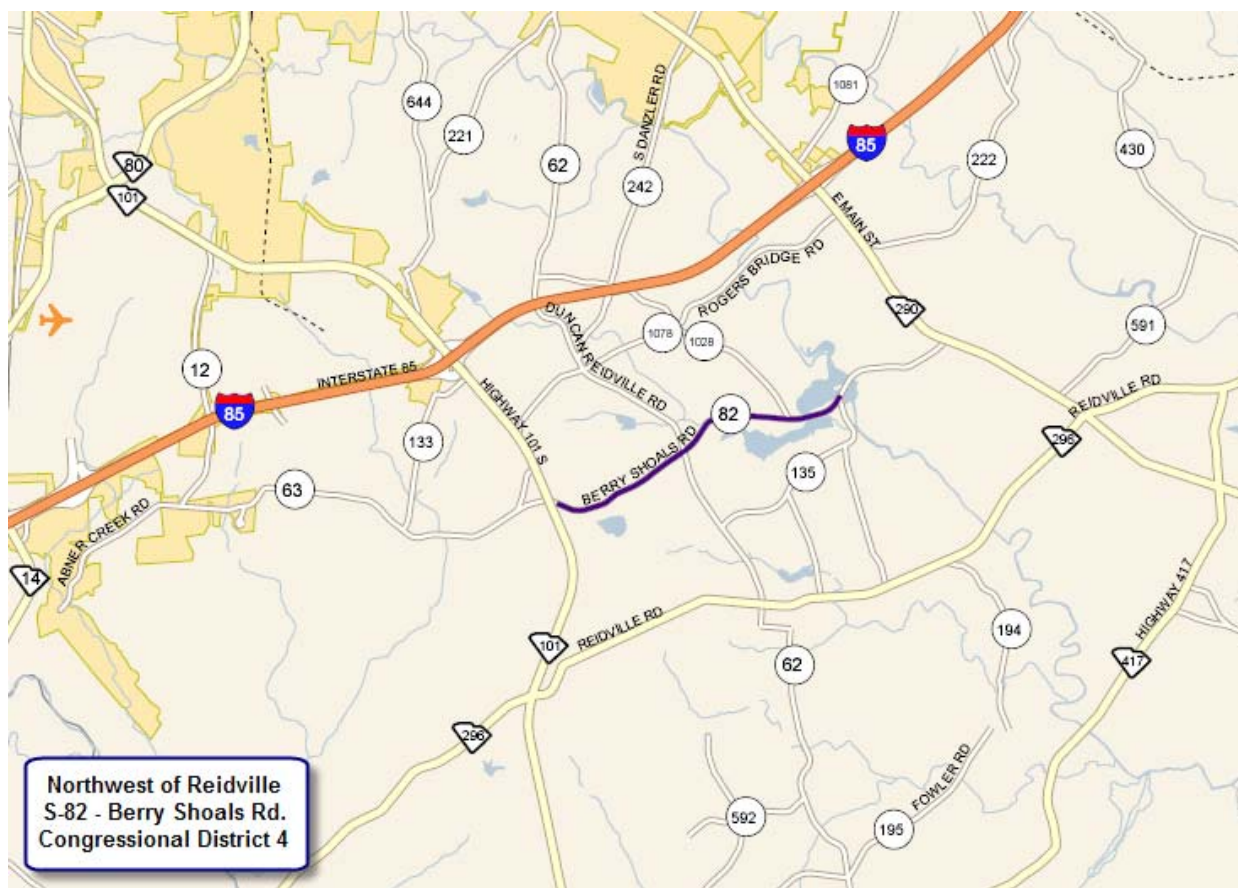 644
221
1081
85
80
101
62
S DANZLER RD
242
222
430
E MAIN ST
ROGERS BRIDGE RD
290
591
DUNCAN REIDVILLE RD
1078
1028
12
INTERSTATE 85
85
HIGHWAY 101 S
82
REIDVILLE RD
296
133
BERRY SHOALS RD
135
63
ABNER CREEK RD
14
HIGHWAY 417
101
REIDVILLE RD
62
194
417
296
FOWLER RD
592
195
Northwest of Reidville
S-82 - Berry Shoals Rd.
Congressional District 4